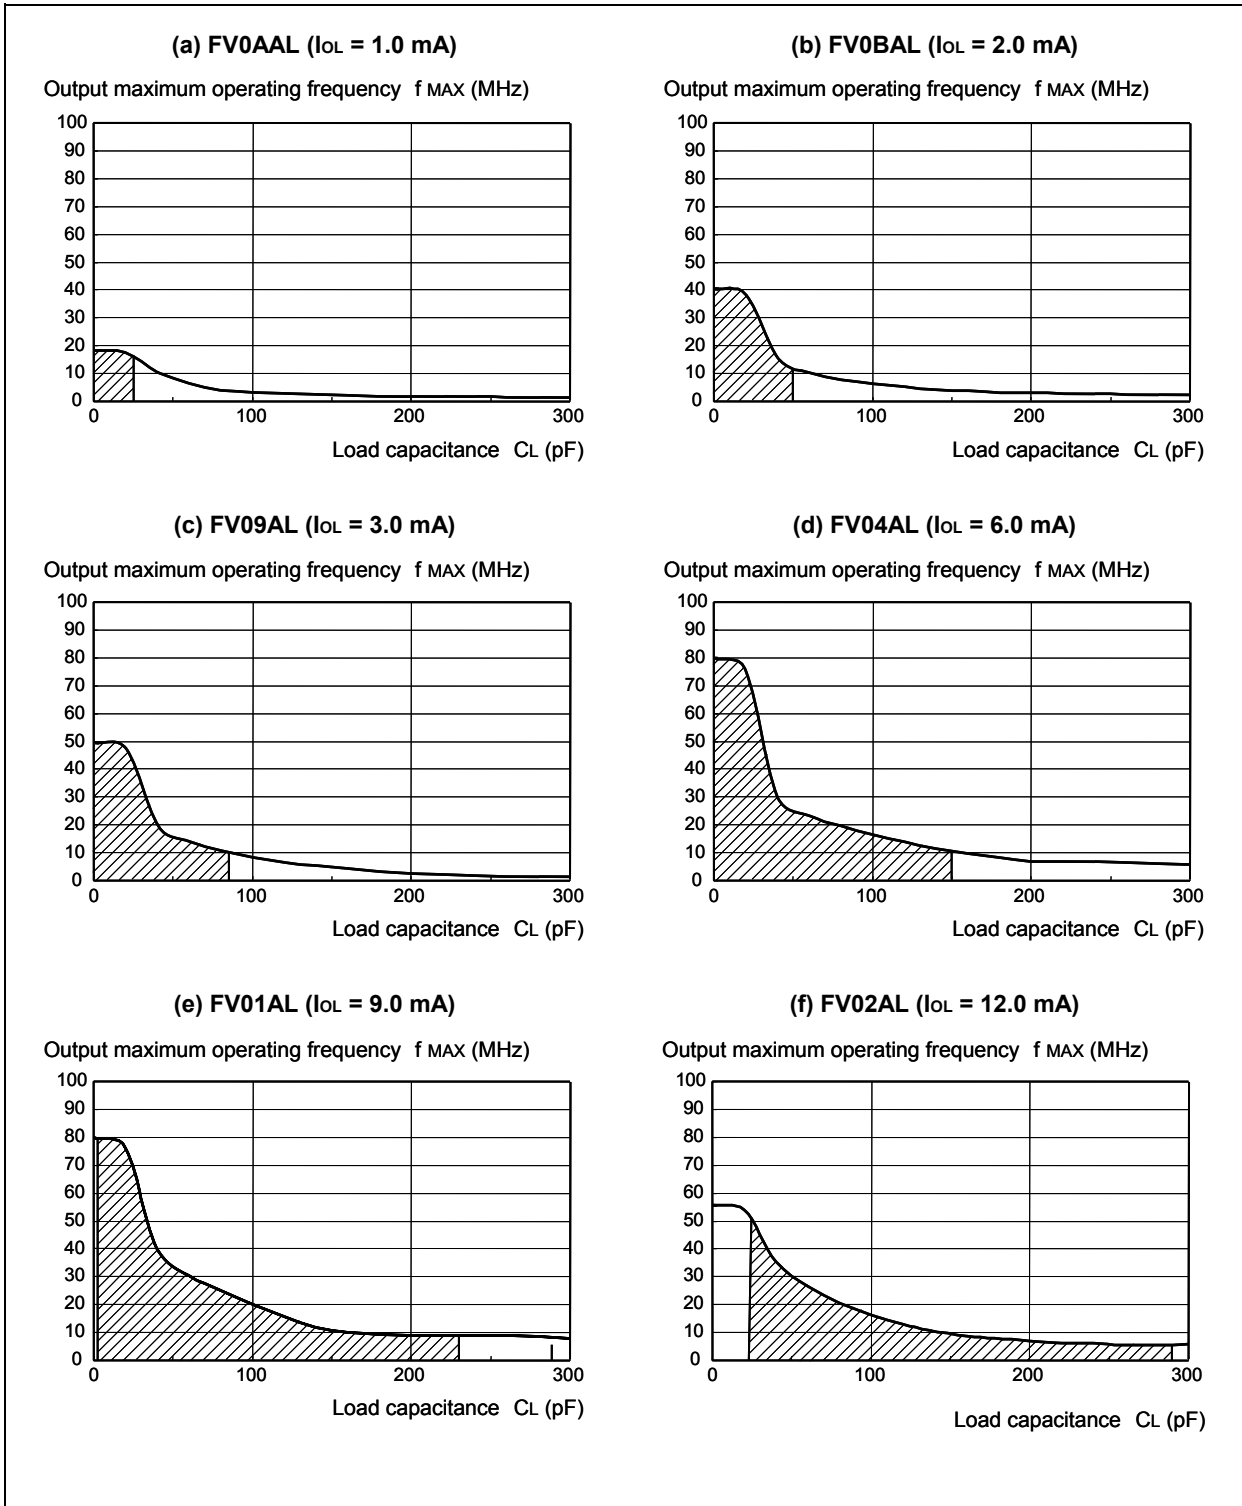 (a) FV0AAL (IOL = 1.0 mA)
Output maximum operating frequency f MAX (MHz)
100
90
80
70
60
50
40
30
20
10
0
0 100 200 300
Load capacitance CL (pF)
(b) FV0BAL (IOL = 2.0 mA)
Output maximum operating frequency f MAX (MHz)
100
90
80
70
60
50
40
30
20
10
0
0 100 200 300
Load capacitance CL (pF)
(c) FV09AL (IOL = 3.0 mA)
Output maximum operating frequency f MAX (MHz)
100
90
80
70
60
50
40
30
20
10
0
0 100 200 300
Load capacitance CL (pF)
(d) FV04AL (IOL = 6.0 mA)
Output maximum operating frequency f MAX (MHz)
100
90
80
70
60
50
40
30
20
10
0
0 100 200 300
Load capacitance CL (pF)
(e) FV01AL (IOL = 9.0 mA)
Output maximum operating frequency f MAX (MHz)
100
90
80
70
60
50
40
30
20
10
0
0 100 200 300
Load capacitance CL (pF)
(f) FV02AL (IOL = 12.0 mA)
Output maximum operating frequency f MAX (MHz)
100
90
80
70
60
50
40
30
20
10
0
0 100 200 300
Load capacitance CL (pF)